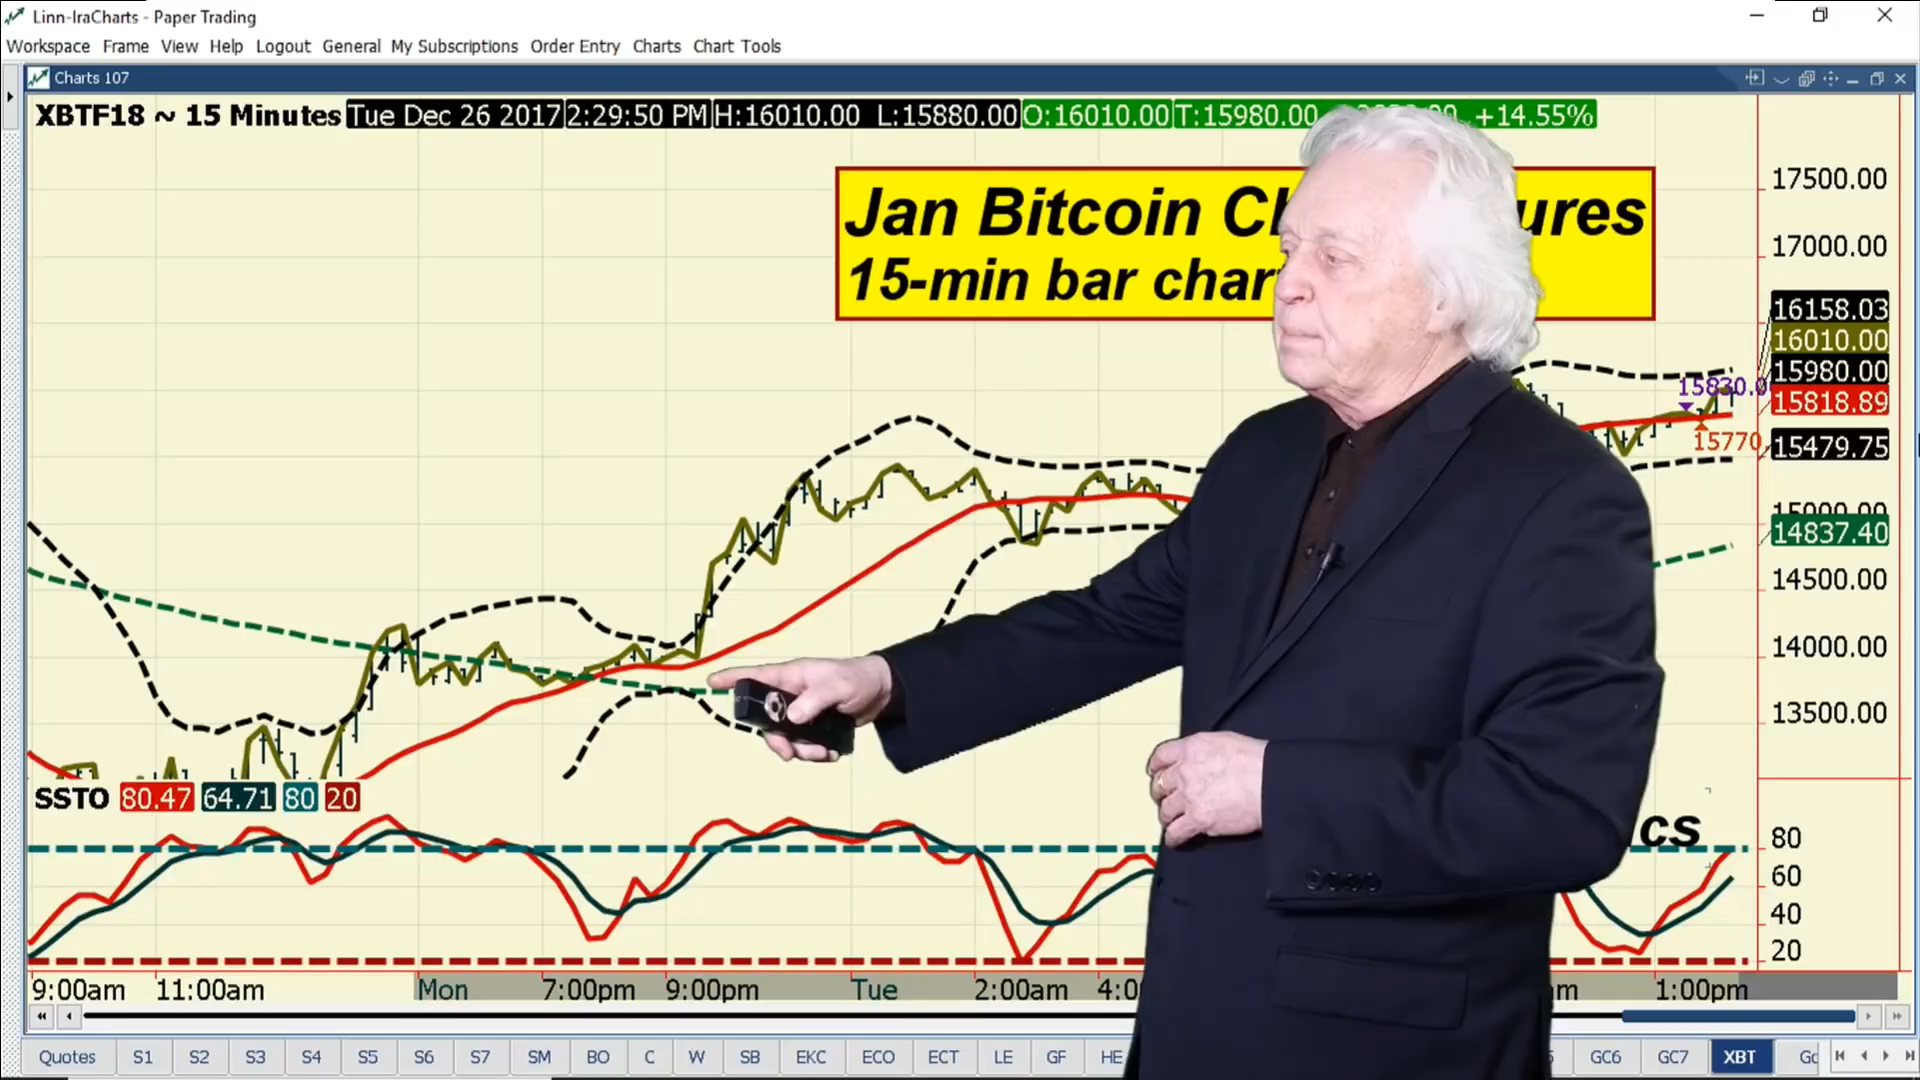 Linn-IraCharts - Paper Trading
Workspace Frame View Help Logout General My Subscriptions Order Entry Charts Chart Tools
Charts 107
XBTF18 ~ 15 Minutes Tue Dec 26 2017 2:29:50 PM H:16010.00 L:15880.00 O:16010.00 T:15980.00 +14.55%
Jan Bitcoin
15-min bar
17500.00
17000.00
16158.03
16010.00
15980.00
15818.89
15479.75
15000.00
14837.40
14500.00
14000.00
13500.00
15770
SSTO 80.47 64.71 80 20
80
60
40
20
9:00am 11:00am Mon 7:00pm 9:00pm Tue 2:00am 1:00pm
Quotes S1 S2 S3 S4 S5 S6 S7 SM BO C W SB EKC ECO ECT LE GF HE GC6 GC7 XBT